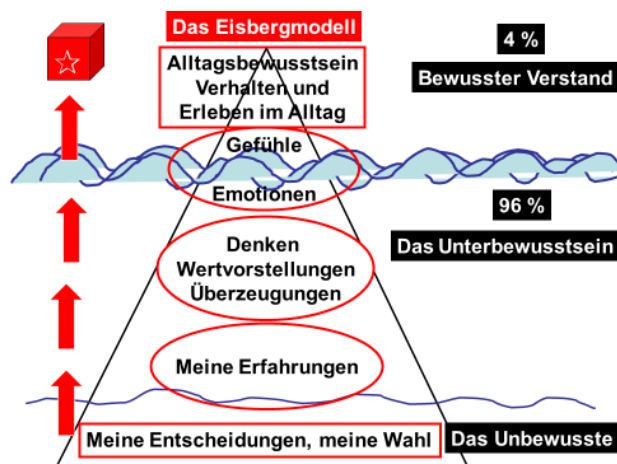 Das Eisbergmodell
4 %
Alltagsbewusstsein
Verhalten und
Erleben im Alltag
Bewusster Verstand
Gefühle
Emotionen
96 %
Das Unterbewusstsein
Denken
Wertvorstellungen
Überzeugungen
Meine Erfahrungen
Meine Entscheidungen, meine Wahl
Das Unbewusste